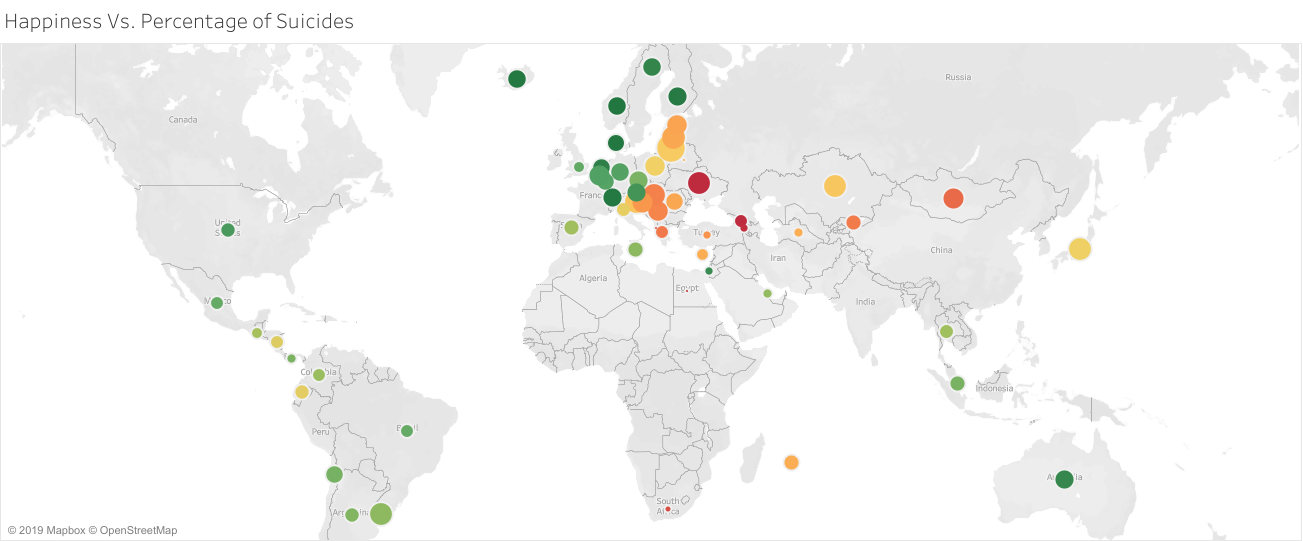 Happiness Vs. Percentage of Suicides
Russia
Canada
France
United
States
Turkey
Iran
China
Algeria
Egypt
India
Mexico
Colombia
Indonesia
Peru
Brazil
Australia
South
Africa
Argentina
© 2019 Mapbox © OpenStreetMap